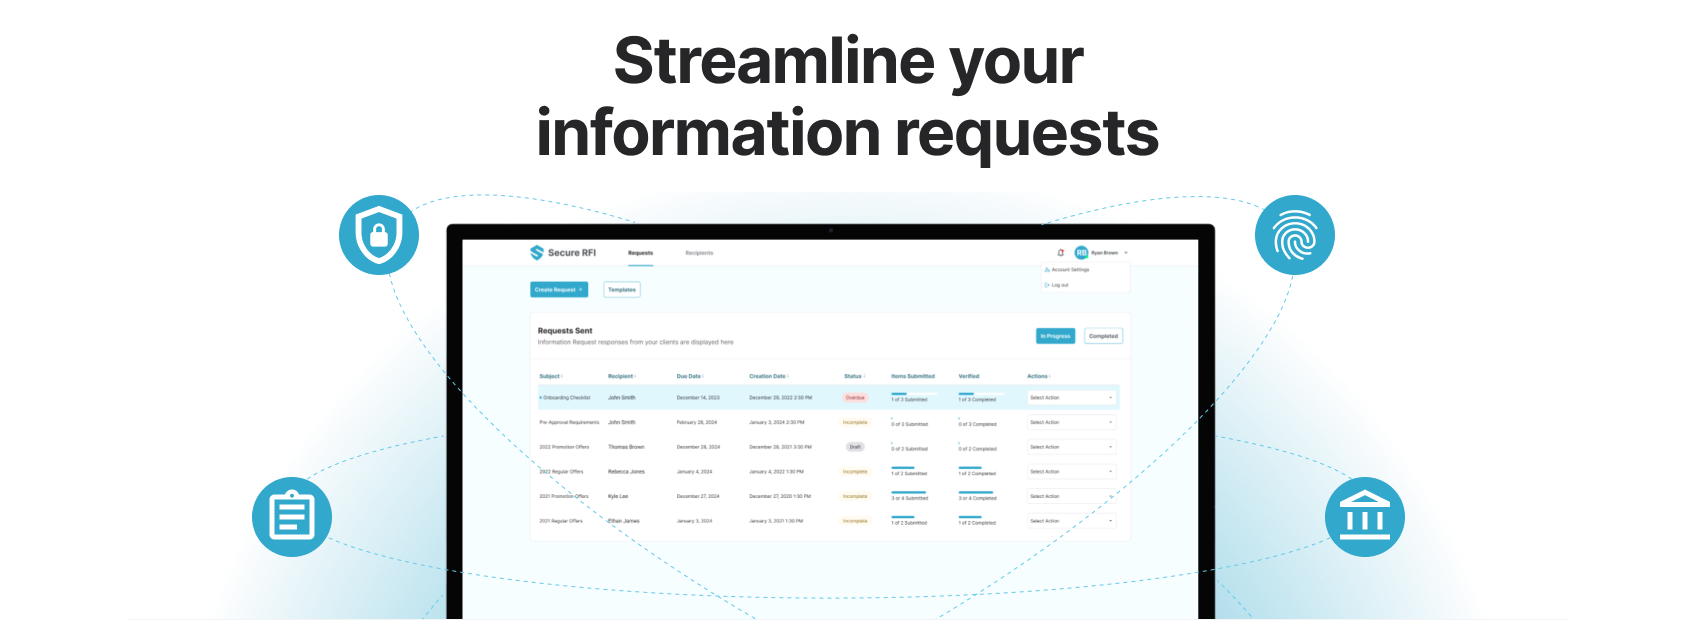 Streamline your
information requests
Secure RFI Requests Recipients RB Ryan Brown
Account Settings
Log out
Create Request + Templates
Requests Sent
Information Request responses from your clients are displayed here
In Progress Completed
Subject Recipient Due Date Creation Date Status Items Submitted Verified Actions
Onboarding Checklist John Smith December 14, 2023 December 28, 2022 2:30 PM Overdue 1 of 3 Submitted 1 of 3 Completed Select Action
Pre-Approval Requirements John Smith February 28, 2024 January 3, 2024 2:30 PM Incomplete 0 of 3 Submitted 0 of 3 Completed Select Action
2022 Promotion Offers Thomas Brown December 28, 2024 December 28, 2021 3:30 PM Draft 0 of 2 Submitted 0 of 2 Completed Select Action
2022 Regular Offers Rebecca Jones January 4, 2024 January 4, 2022 1:30 PM Incomplete 1 of 2 Submitted 1 of 2 Completed Select Action
2021 Promotion Offers Kyle Lee December 27, 2024 December 27, 2020 1:30 PM Incomplete 3 or 4 Submitted 3 or 4 Completed Select Action
2021 Regular Offers Ethan James January 3, 2024 January 3, 2021 1:30 PM Incomplete 1 of 2 Submitted 1 of 2 Completed Select Action